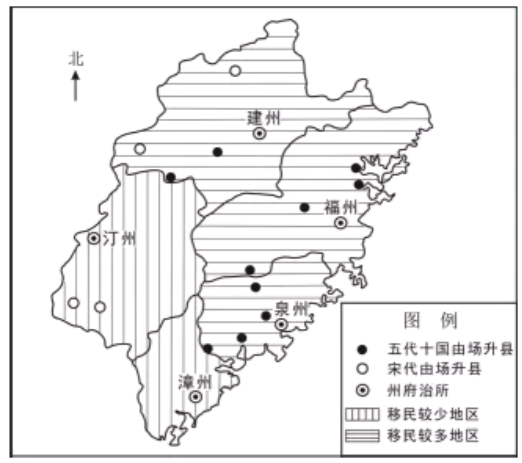 北
建州
福州
汀州
泉州
漳州
图 例
五代十国由场升县
宋代由场升县
州府治所
移民较少地区
移民较多地区